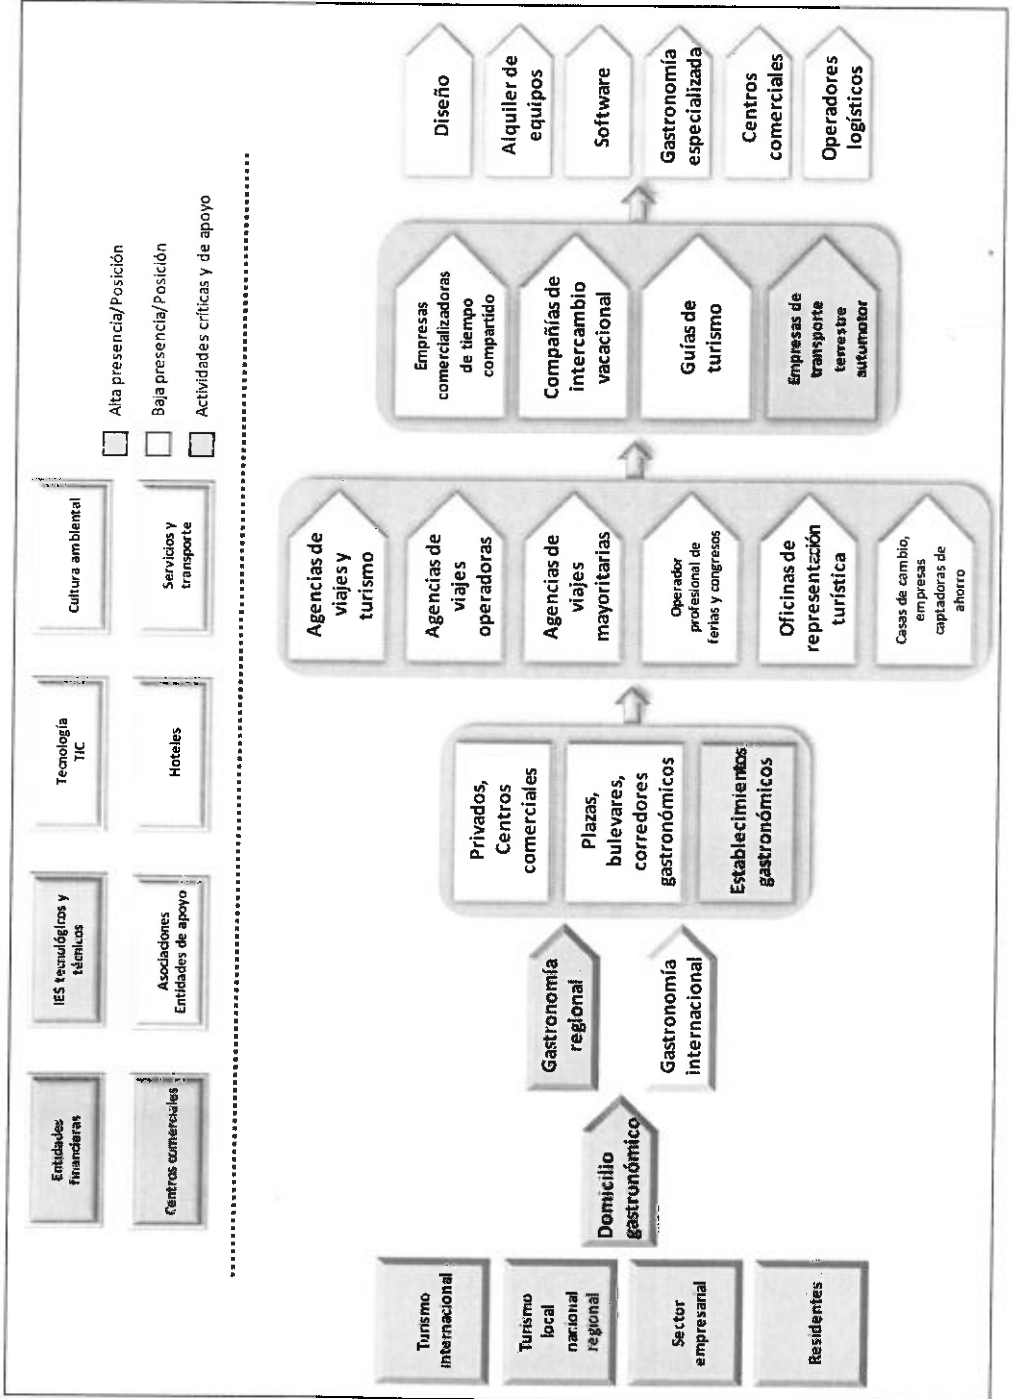 Entidades
financieras
IES tecnológicos y
técnicos
Tecnología
TIC
Cultura ambiental
Centros comerciales
Asociaciones
Entidades de apoyo
Hoteles
Servicios y
transporte
Alta presencia/Posición
Baja presencia/Posición
Actividades críticas y de apoyo
Turismo
internacional
Turismo
local
nacional
regional
Sector
empresarial
Residentes
Domicilio
gastronómico
Gastronomía
regional
Gastronomía
internacional
Privados,
Centros
comerciales
Plazas,
bulevares,
corredores
gastronómicos
Establecimientos
gastronómicos
Agencias de
viajes y
turismo
Agencias de
viajes
operadoras
Agencias de
viajes
mayoritarias
Operador
profesional de
ferias y congresos
Oficinas de
representación
turística
Casas de cambio,
empresas
captadoras de
ahorro
Empresas
comercializadoras
de tiempo
compartido
Compañías de
intercambio
vacacional
Guías de
turismo
Empresas de
transporte
terrestre
autumotor
Diseño
Alquiler de
equipos
Software
Gastronomía
especializada
Centros
comerciales
Operadores
logísticos